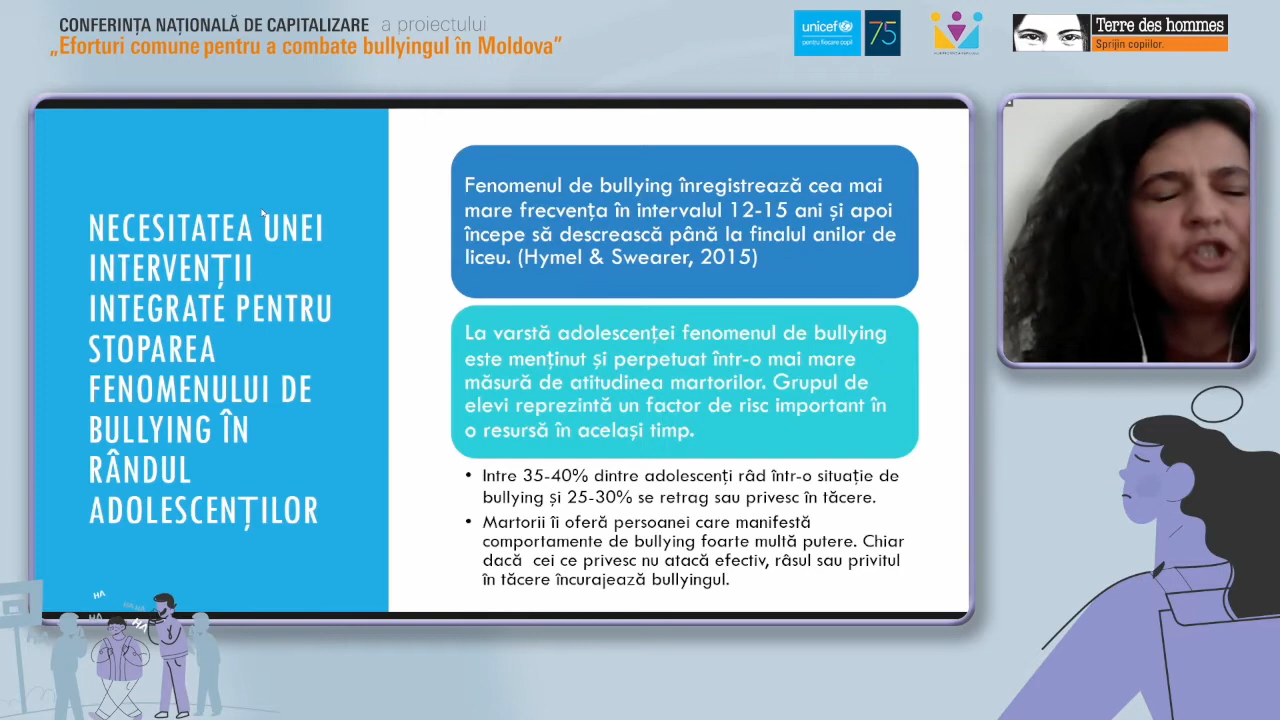 CONFERINȚA NAȚIONALĂ DE CAPITALIZARE a proiectului
„Eforturi comune pentru a combate bullyingul în Moldova”
unicef
pentru fiecare copil
75
Terre des hommes
Sprijin copiilor.
NECESITATEA UNEI
INTERVENȚII
INTEGRATE PENTRU
STOPAREA
FENOMENULUI DE
BULLYING ÎN
RÂNDUL
ADOLESCENȚILOR
Fenomenul de bullying înregistrează cea mai
mare frecvența în intervalul 12-15 ani și apoi
începe să descrească până la finalul anilor de
liceu. (Hymel & Swearer, 2015)
La varstă adolescenței fenomenul de bullying
este menținut și perpetuat într-o mai mare
măsură de atitudinea martorilor. Grupul de
elevi reprezintă un factor de risc important în
o resursă în același timp.
• Intre 35-40% dintre adolescenți râd într-o situație de
bullying și 25-30% se retrag sau privesc în tăcere.
• Martorii îi oferă persoanei care manifestă
comportamente de bullying foarte multă putere. Chiar
dacă cei ce privesc nu atacă efectiv, râsul sau privitul
în tăcere încurajează bullyingul.
HA
HA-HA
HA
HA